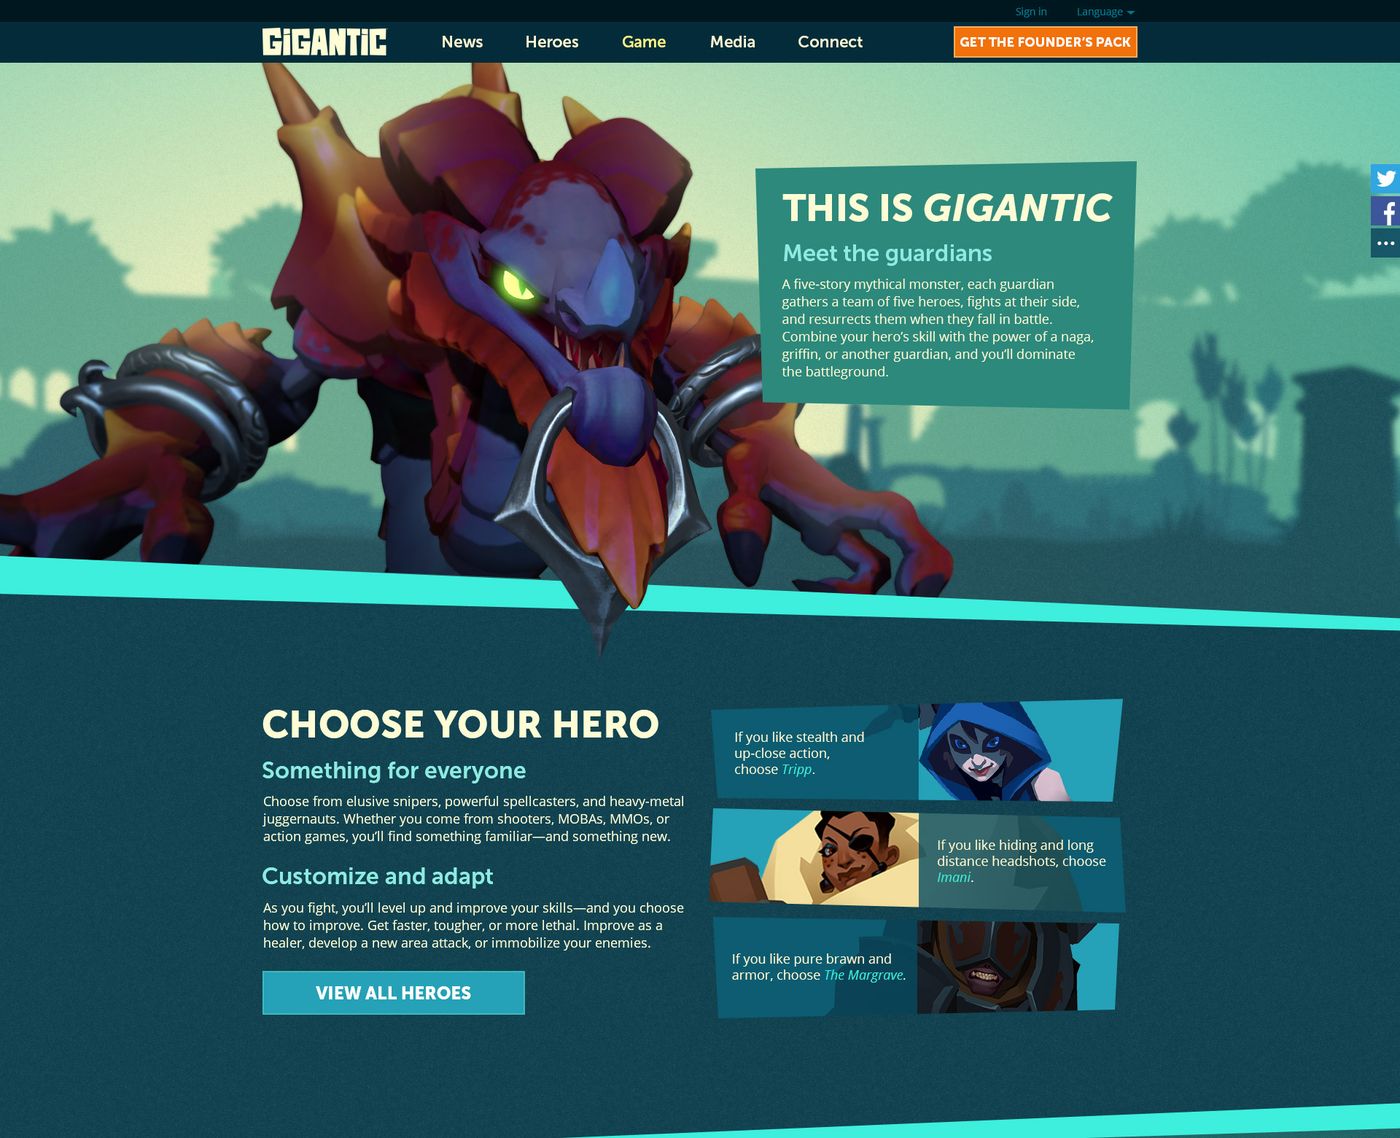 Sign in
Language
GiGANTiC
News
Heroes
Game
Media
Connect
GET THE FOUNDER'S PACK
THIS IS GIGANTIC
Meet the guardians
A five-story mythical monster, each guardian
gathers a team of five heroes, fights at their side,
and resurrects them when they fall in battle.
Combine your hero's skill with the power of a naga,
griffin, or another guardian, and you'll dominate
the battleground.
CHOOSE YOUR HERO
Something for everyone
Choose from elusive snipers, powerful spellcasters, and heavy-metal
juggernauts. Whether you come from shooters, MOBAs, MMOs, or
action games, you'll find something familiar—and something new.
Customize and adapt
As you fight, you'll level up and improve your skills—and you choose
how to improve. Get faster, tougher, or more lethal. Improve as a
healer, develop a new area attack, or immobilize your enemies.
VIEW ALL HEROES
If you like stealth and
up-close action,
choose Tripp.
If you like hiding and long
distance headshots, choose
Imani.
If you like pure brawn and
armor, choose The Margrave.